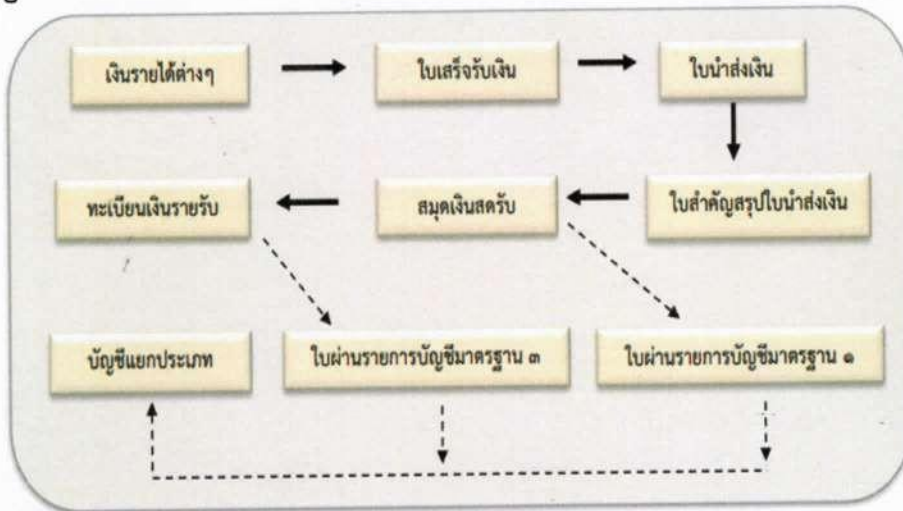 เงินรายได้ต่างๆ
ใบเสร็จรับเงิน
ใบนำส่งเงิน
ทะเบียนเงินรายรับ
สมุดเงินสดรับ
ใบสำคัญสรุปใบนำส่งเงิน
บัญชีแยกประเภท
ใบผ่านรายการบัญชีมาตรฐาน ๓
ใบผ่านรายการบัญชีมาตรฐาน ๑